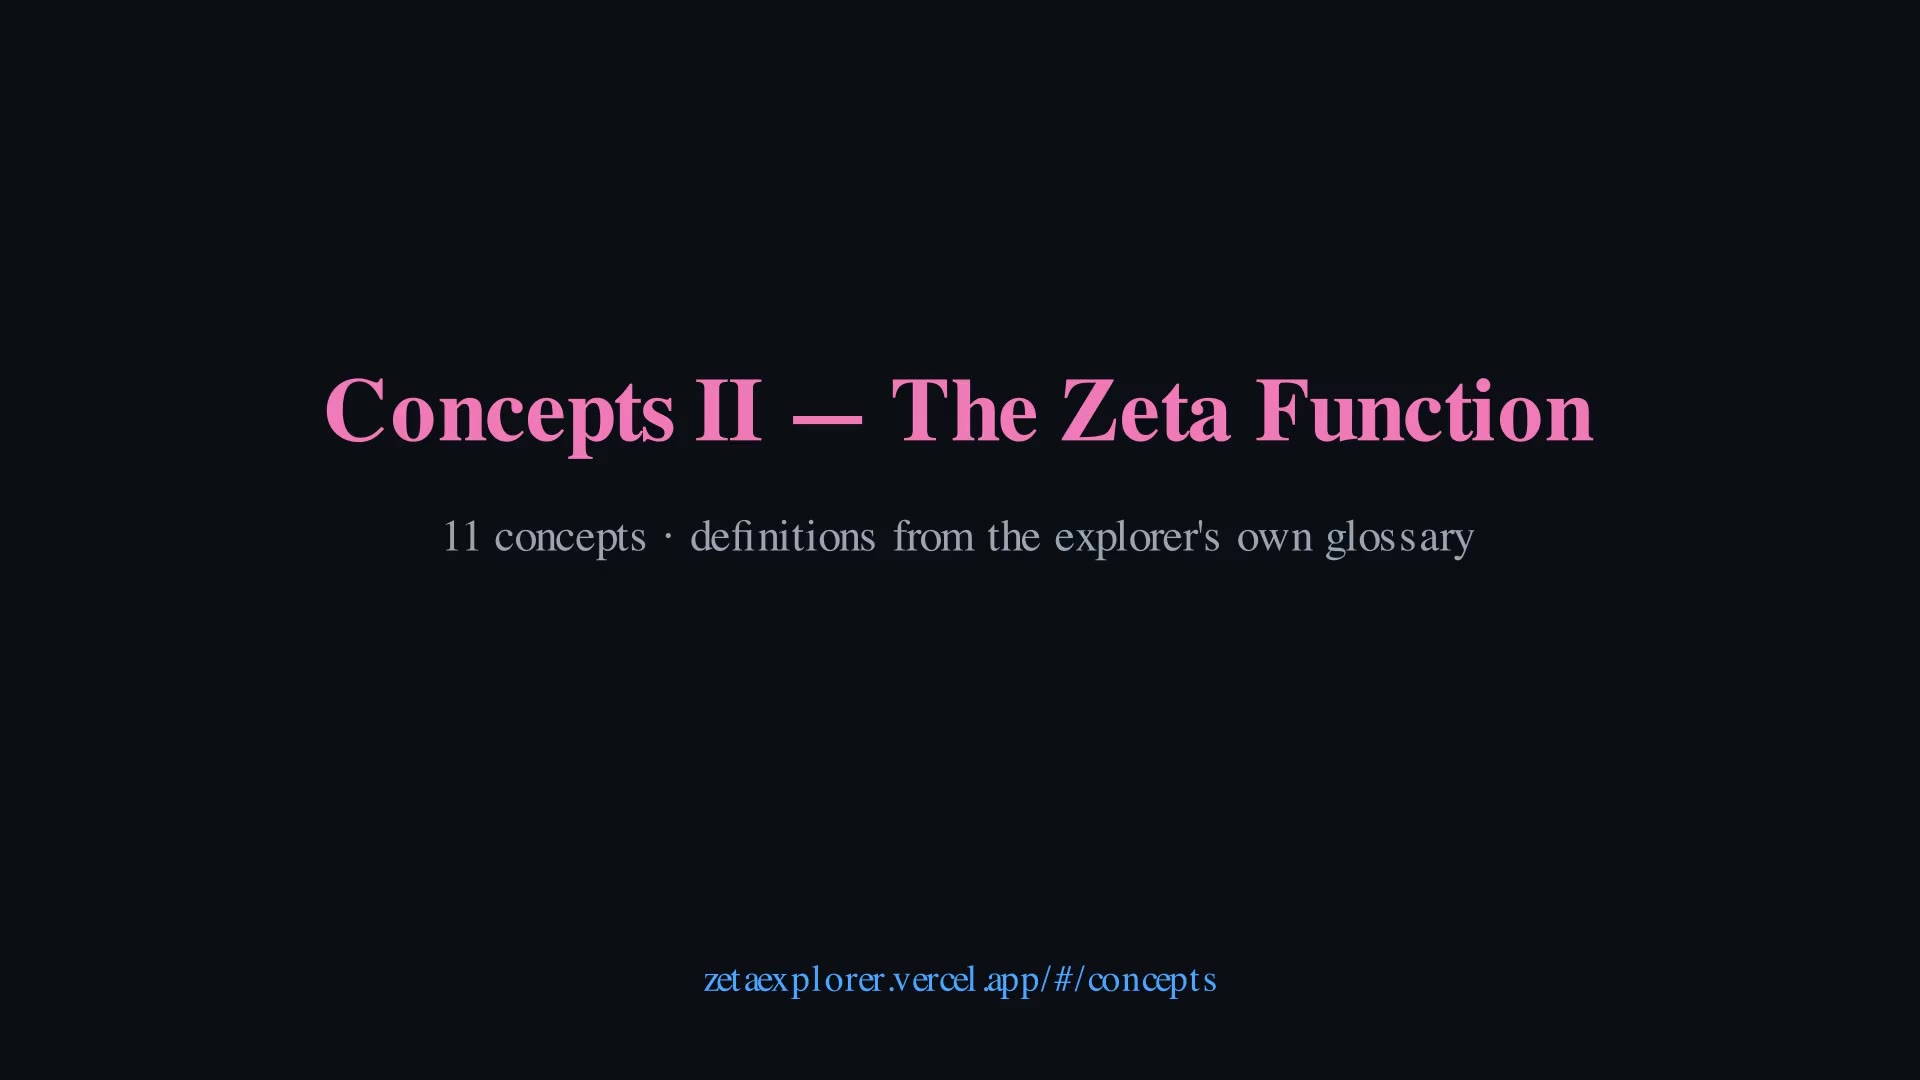 Concepts II — The Zeta Function
11 concepts · definitions from the explorer's own glossary
zetaexplorer.vercel.app/#/concepts